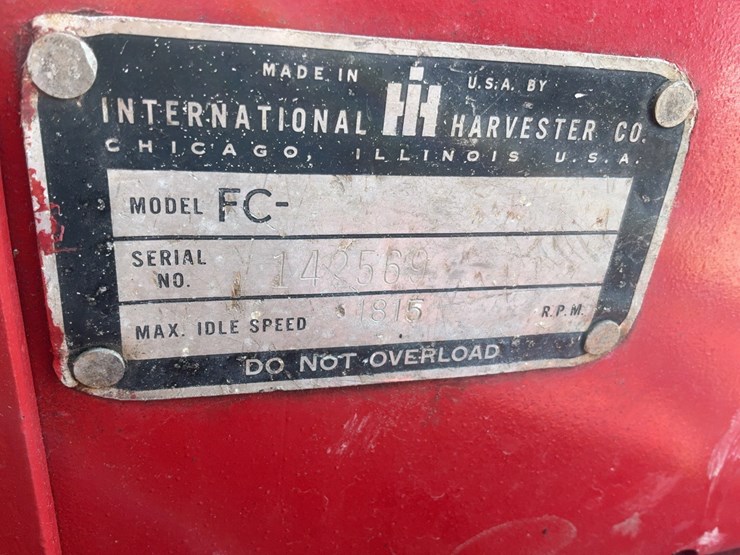 MADE IN IH U.S.A. BY
INTERNATIONAL HARVESTER CO.
CHICAGO, ILLINOIS U.S.A.
MODEL FC-
SERIAL NO. 142569
MAX. IDLE SPEED 1815 R.P.M.
DO NOT OVERLOAD